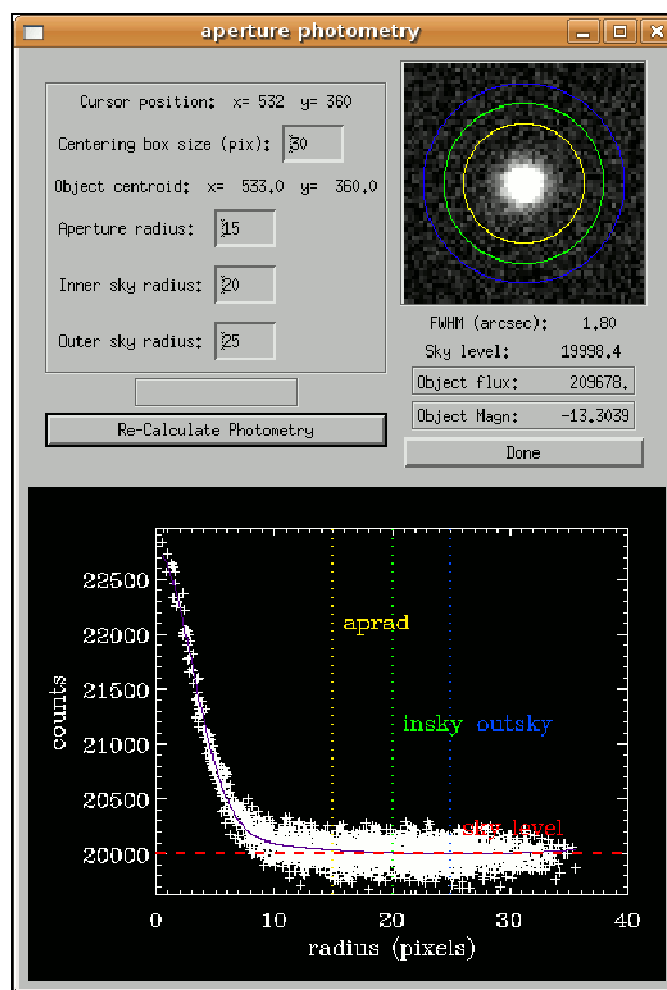 aperture photometry
Cursor position: x= 532 y= 360
Centering box size (pix): 30
Object centroid: x= 533.0 y= 360.0
Aperture radius: 15
Inner sky radius: 20
Outer sky radius: 25
Re-Calculate Photometry
FWHM (arcsec): 1.80
Sky level: 19998.4
Object flux: 209678.
Object Magn: -13.3039
Done
22500
22000
21500
21000
20500
20000
counts
aprad
insky
outsky
sky level
0 10 20 30 40
radius (pixels)